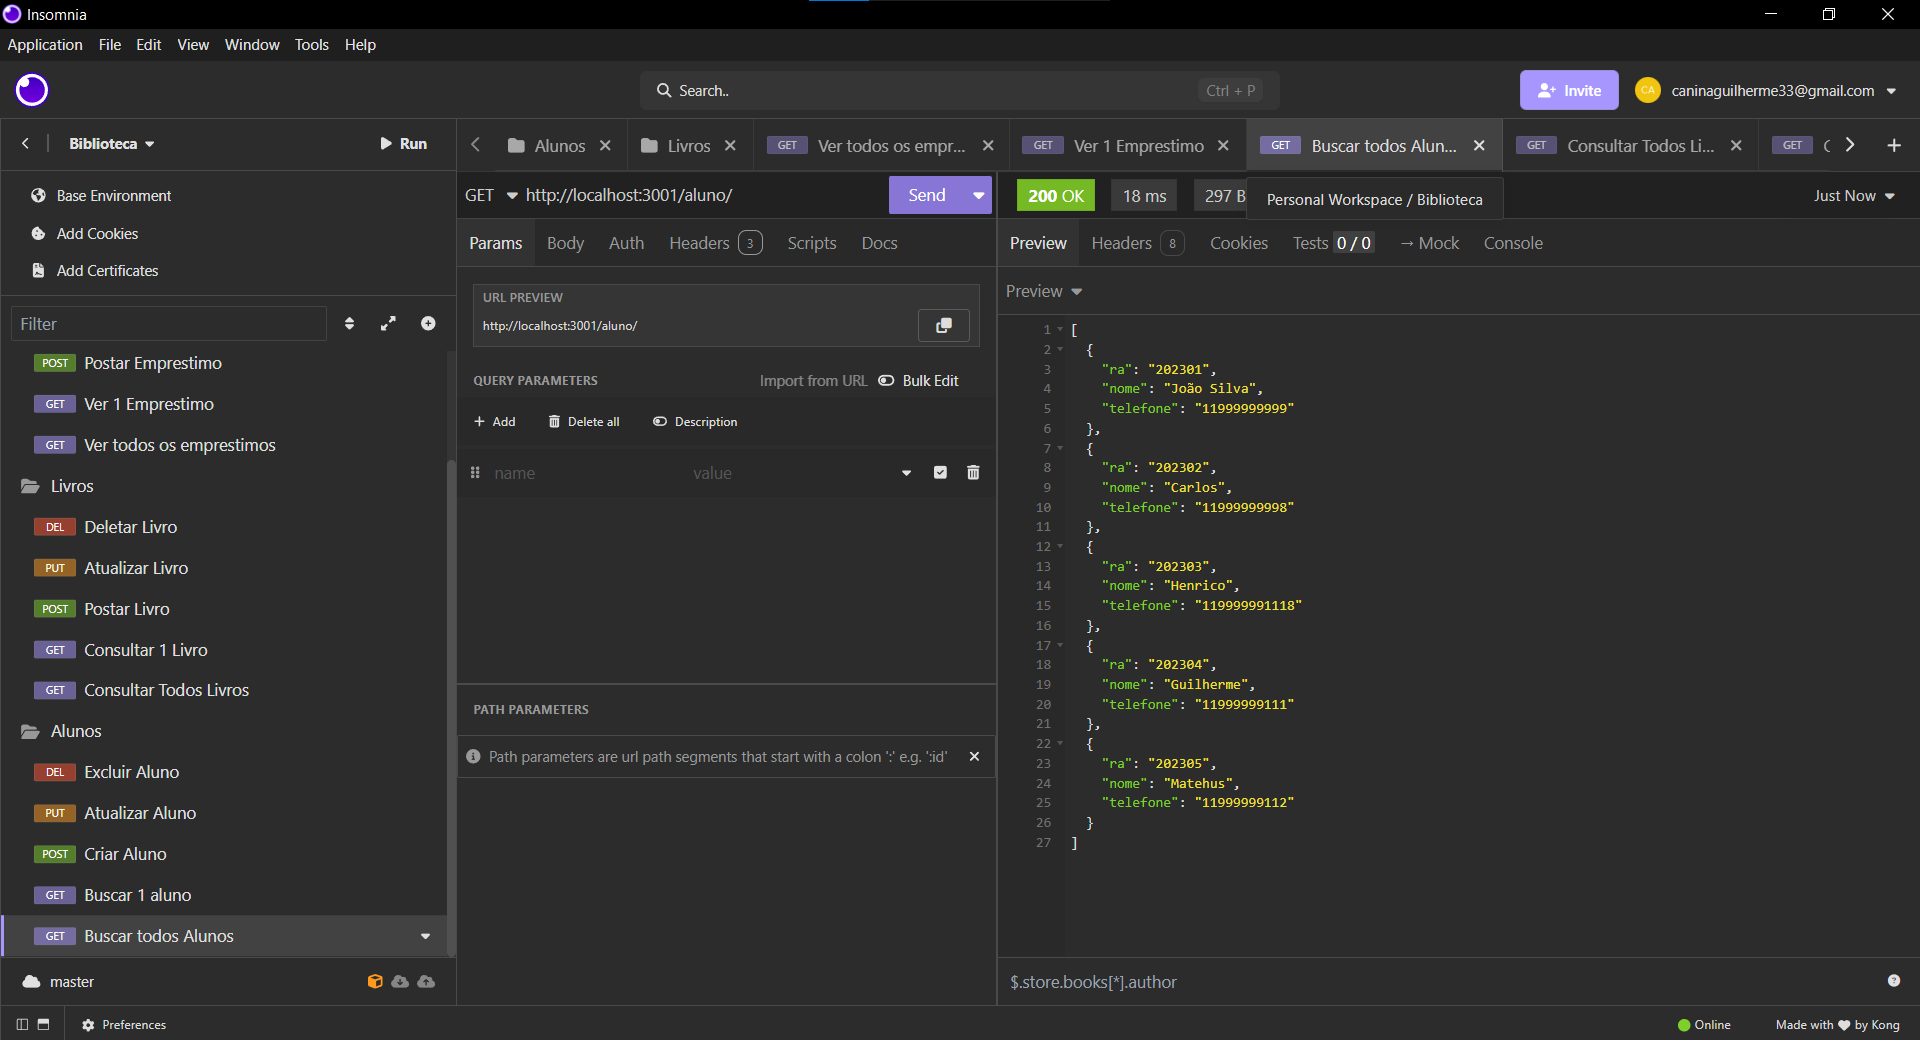 Insomnia
Application File Edit View Window Tools Help
Search.. Ctrl + P
Invite
CA caninaguilherme33@gmail.com
Biblioteca Run
Alunos
Livros
GET Ver todos os empr...
GET Ver 1 Emprestimo
GET Buscar todos Alun...
GET Consultar Todos Li...
GET
Base Environment
Add Cookies
Add Certificates
Filter
POST Postar Emprestimo
GET Ver 1 Emprestimo
GET Ver todos os emprestimos
Livros
DEL Deletar Livro
PUT Atualizar Livro
POST Postar Livro
GET Consultar 1 Livro
GET Consultar Todos Livros
Alunos
DEL Excluir Aluno
PUT Atualizar Aluno
POST Criar Aluno
GET Buscar 1 aluno
GET Buscar todos Alunos
master
GET http://localhost:3001/aluno/ Send
Params Body Auth Headers 3 Scripts Docs
URL PREVIEW
http://localhost:3001/aluno/
QUERY PARAMETERS Import from URL Bulk Edit
+ Add Delete all Description
name value
PATH PARAMETERS
Path parameters are url path segments that start with a colon ':' e.g. ':id'
200 OK 18 ms 297 B Personal Workspace / Biblioteca Just Now
Preview Headers 8 Cookies Tests 0 / 0 → Mock Console
Preview
1 [
2 {
3 "ra": "202301",
4 "nome": "João Silva",
5 "telefone": "11999999999"
6 },
7 {
8 "ra": "202302",
9 "nome": "Carlos",
10 "telefone": "11999999998"
11 },
12 {
13 "ra": "202303",
14 "nome": "Henrico",
15 "telefone": "119999991118"
16 },
17 {
18 "ra": "202304",
19 "nome": "Guilherme",
20 "telefone": "11999999111"
21 },
22 {
23 "ra": "202305",
24 "nome": "Matehus",
25 "telefone": "11999999112"
26 }
27 ]
$.store.books[*].author
Preferences
Online
Made with ❤ by Kong